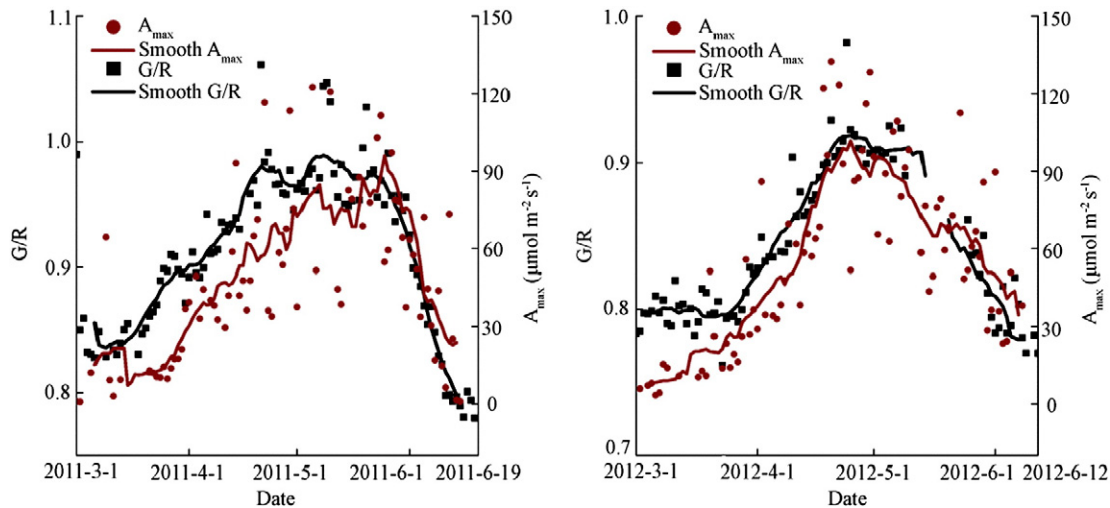 1.1
1.0
0.9
0.8
G/R
A_max
Smooth A_max
G/R
Smooth G/R
150
120
90
60
30
0
A_max (μmol m⁻² s⁻¹)
2011-3-1 2011-4-1 2011-5-1 2011-6-1 2011-6-19
Date
1.0
0.9
0.8
0.7
G/R
A_max
Smooth A_max
G/R
Smooth G/R
150
120
90
60
30
0
A_max (μmol m⁻² s⁻¹)
2012-3-1 2012-4-1 2012-5-1 2012-6-1 2012-6-12
Date